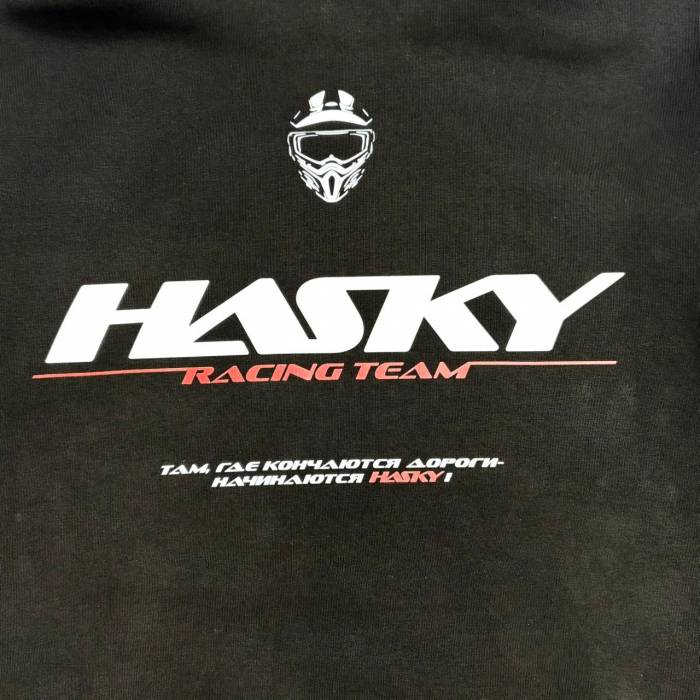 HASKY
RACING TEAM
ТАМ, ГДЕ КОНЧАЮТСЯ ДОРОГИ-
НАЧИНАЮТСЯ HASKY!